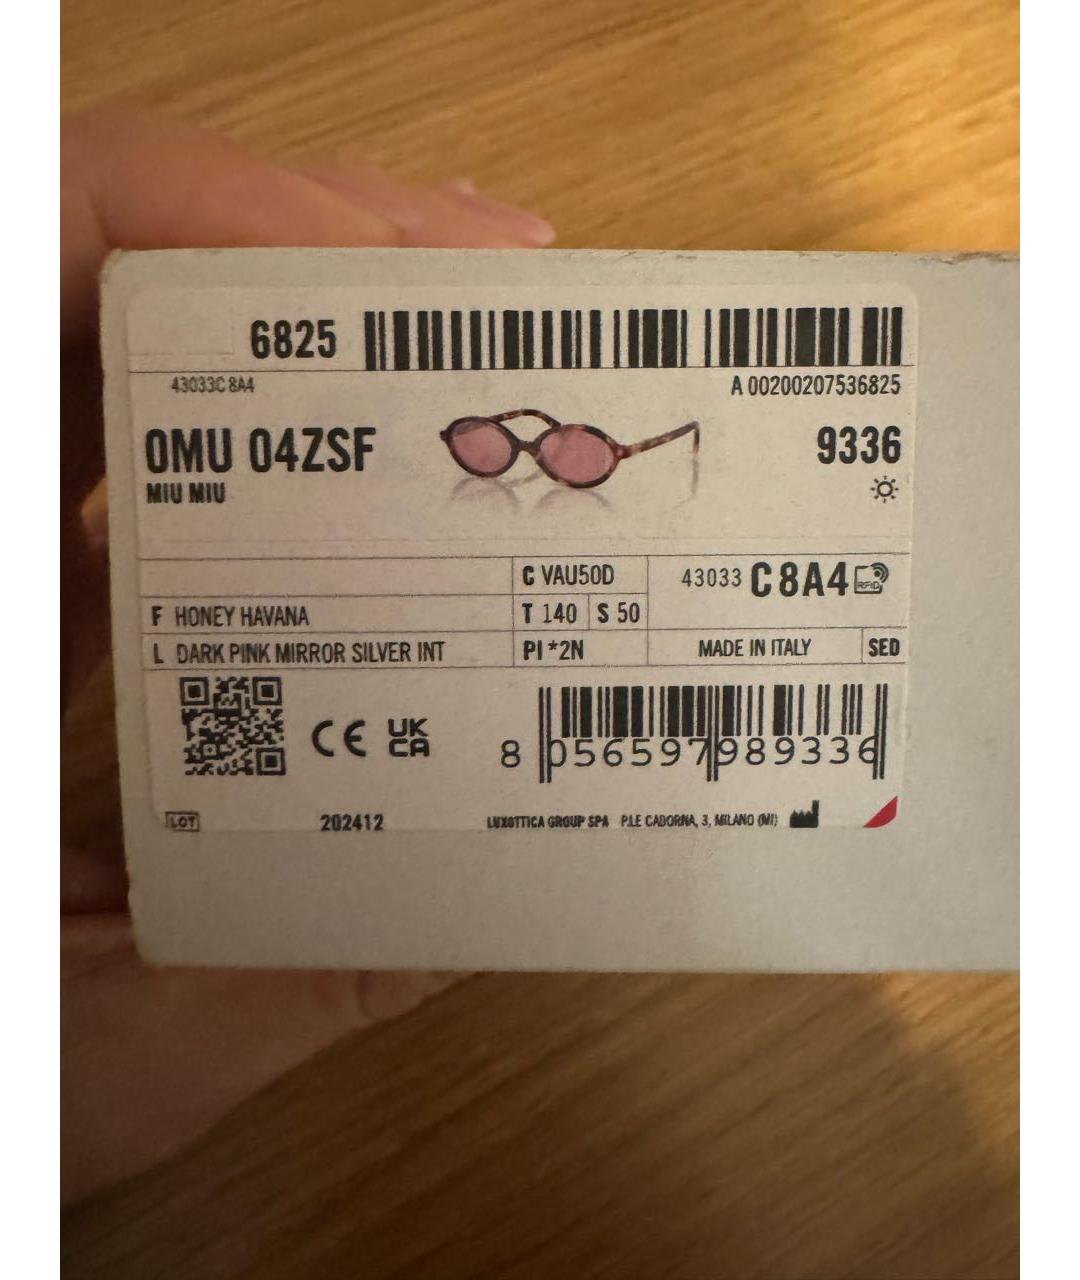 6825
43033C 8A4
A 00200207536825
0MU 04ZSF
9336
MIU MIU
C VAU50D
43033 C8A4
RFID
F HONEY HAVANA
T 140 S 50
L DARK PINK MIRROR SILVER INT
PI *2N
MADE IN ITALY
SED
CE UK CA
8 056597 989336
LOT
202412
LUXOTTICA GROUP SPA P.LE CADORNA, 3, MILANO (MI)